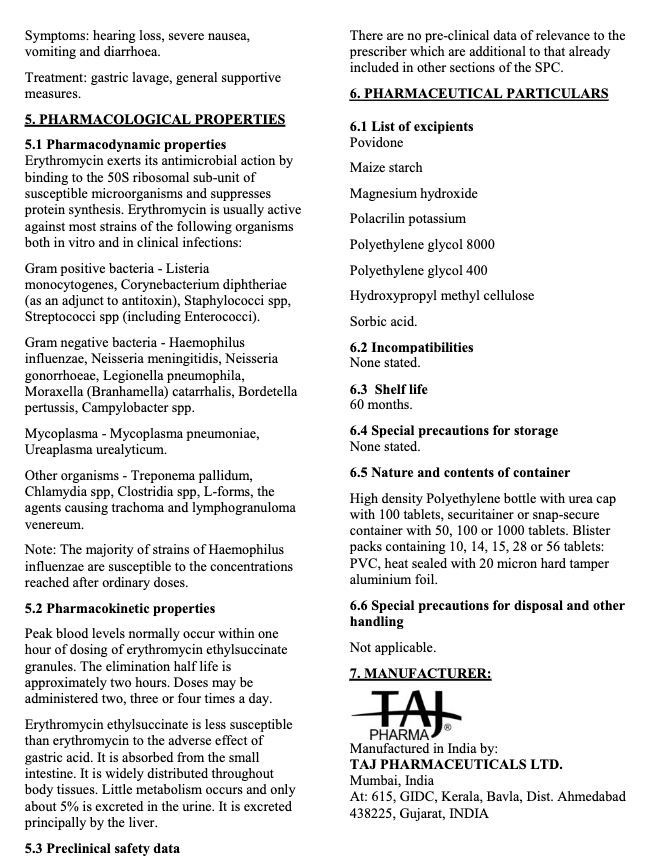 Symptoms: hearing loss, severe nausea,
vomiting and diarrhoea.
Treatment: gastric lavage, general supportive
measures.
5. PHARMACOLOGICAL PROPERTIES
5.1 Pharmacodynamic properties
Erythromycin exerts its antimicrobial action by
binding to the 50S ribosomal sub-unit of
susceptible microorganisms and suppresses
protein synthesis. Erythromycin is usually active
against most strains of the following organisms
both in vitro and in clinical infections:
Gram positive bacteria - Listeria
monocytogenes, Corynebacterium diphtheriae
(as an adjunct to antitoxin), Staphylococci spp,
Streptococci spp (including Enterococci).
Gram negative bacteria - Haemophilus
influenzae, Neisseria meningitidis, Neisseria
gonorrhoeae, Legionella pneumophila,
Moraxella (Branhamella) catarrhalis, Bordetella
pertussis, Campylobacter spp.
Mycoplasma - Mycoplasma pneumoniae,
Ureaplasma urealyticum.
Other organisms - Treponema pallidum,
Chlamydia spp, Clostridia spp, L-forms, the
agents causing trachoma and lymphogranuloma
venereum.
Note: The majority of strains of Haemophilus
influenzae are susceptible to the concentrations
reached after ordinary doses.
5.2 Pharmacokinetic properties
Peak blood levels normally occur within one
hour of dosing of erythromycin ethylsuccinate
granules. The elimination half life is
approximately two hours. Doses may be
administered two, three or four times a day.
Erythromycin ethylsuccinate is less susceptible
than erythromycin to the adverse effect of
gastric acid. It is absorbed from the small
intestine. It is widely distributed throughout
body tissues. Little metabolism occurs and only
about 5% is excreted in the urine. It is excreted
principally by the liver.
5.3 Preclinical safety data
There are no pre-clinical data of relevance to the
prescriber which are additional to that already
included in other sections of the SPC.
6. PHARMACEUTICAL PARTICULARS
6.1 List of excipients
Povidone
Maize starch
Magnesium hydroxide
Polacrilin potassium
Polyethylene glycol 8000
Polyethylene glycol 400
Hydroxypropyl methyl cellulose
Sorbic acid.
6.2 Incompatibilities
None stated.
6.3 Shelf life
60 months.
6.4 Special precautions for storage
None stated.
6.5 Nature and contents of container
High density Polyethylene bottle with urea cap
with 100 tablets, securitainer or snap-secure
container with 50, 100 or 1000 tablets. Blister
packs containing 10, 14, 15, 28 or 56 tablets:
PVC, heat sealed with 20 micron hard tamper
aluminium foil.
6.6 Special precautions for disposal and other
handling
Not applicable.
7. MANUFACTURER:
TAJ
PHARMA®
Manufactured in India by:
TAJ PHARMACEUTICALS LTD.
Mumbai, India
At: 615, GIDC, Kerala, Bavla, Dist. Ahmedabad
438225, Gujarat, INDIA